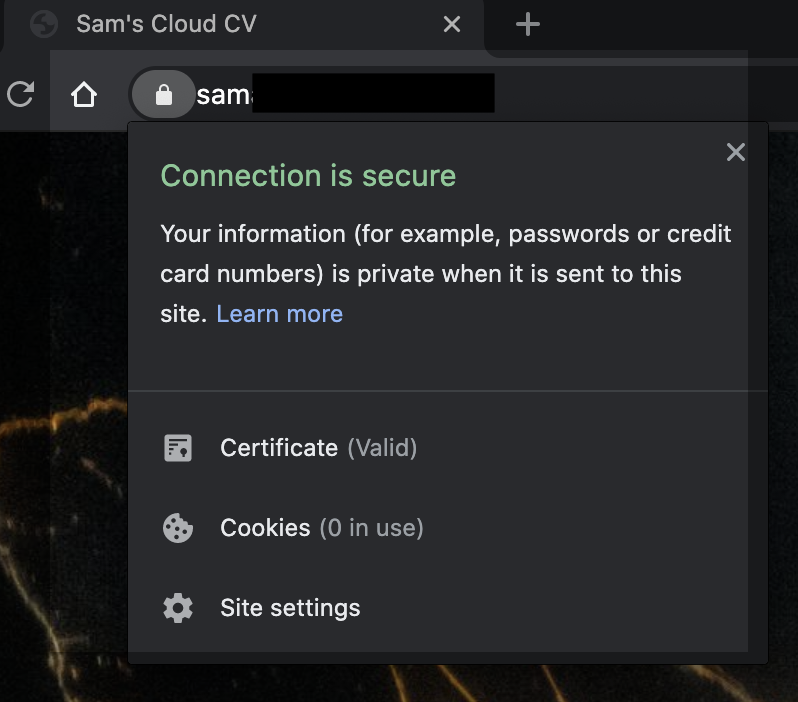 Sam's Cloud CV
sam
Connection is secure
Your information (for example, passwords or credit
card numbers) is private when it is sent to this
site. Learn more
Certificate (Valid)
Cookies (0 in use)
Site settings